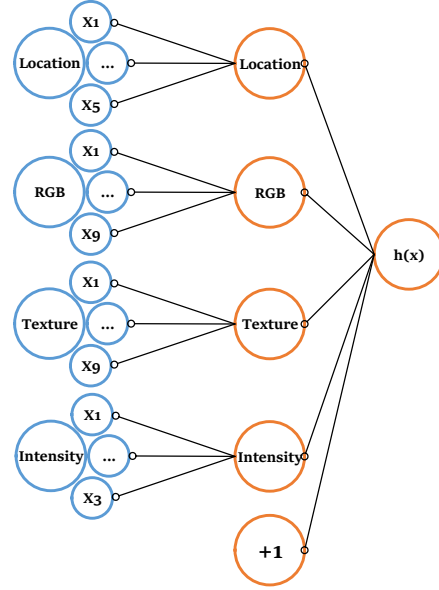 X1
Location ... Location
X5
X1
RGB ... RGB
X9
h(x)
X1
Texture ... Texture
X9
X1
Intensity ... Intensity
X3
+1